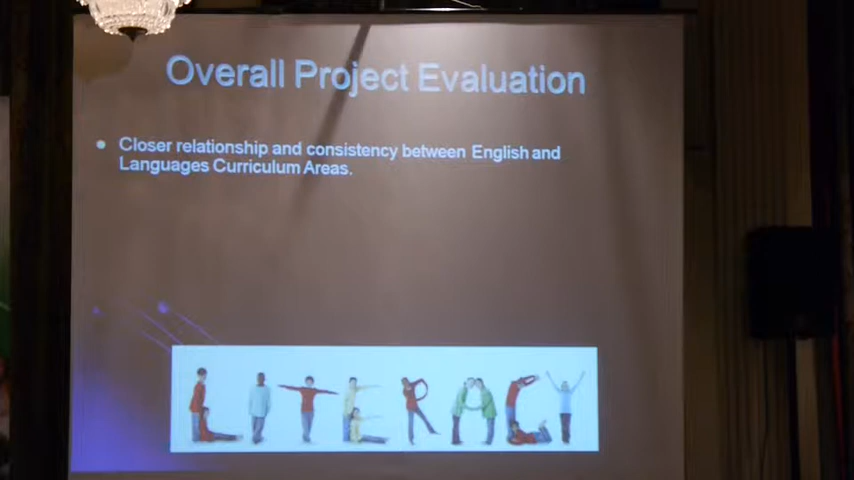 Overall Project Evaluation
Closer relationship and consistency between English and
Languages Curriculum Areas.
LITERACY